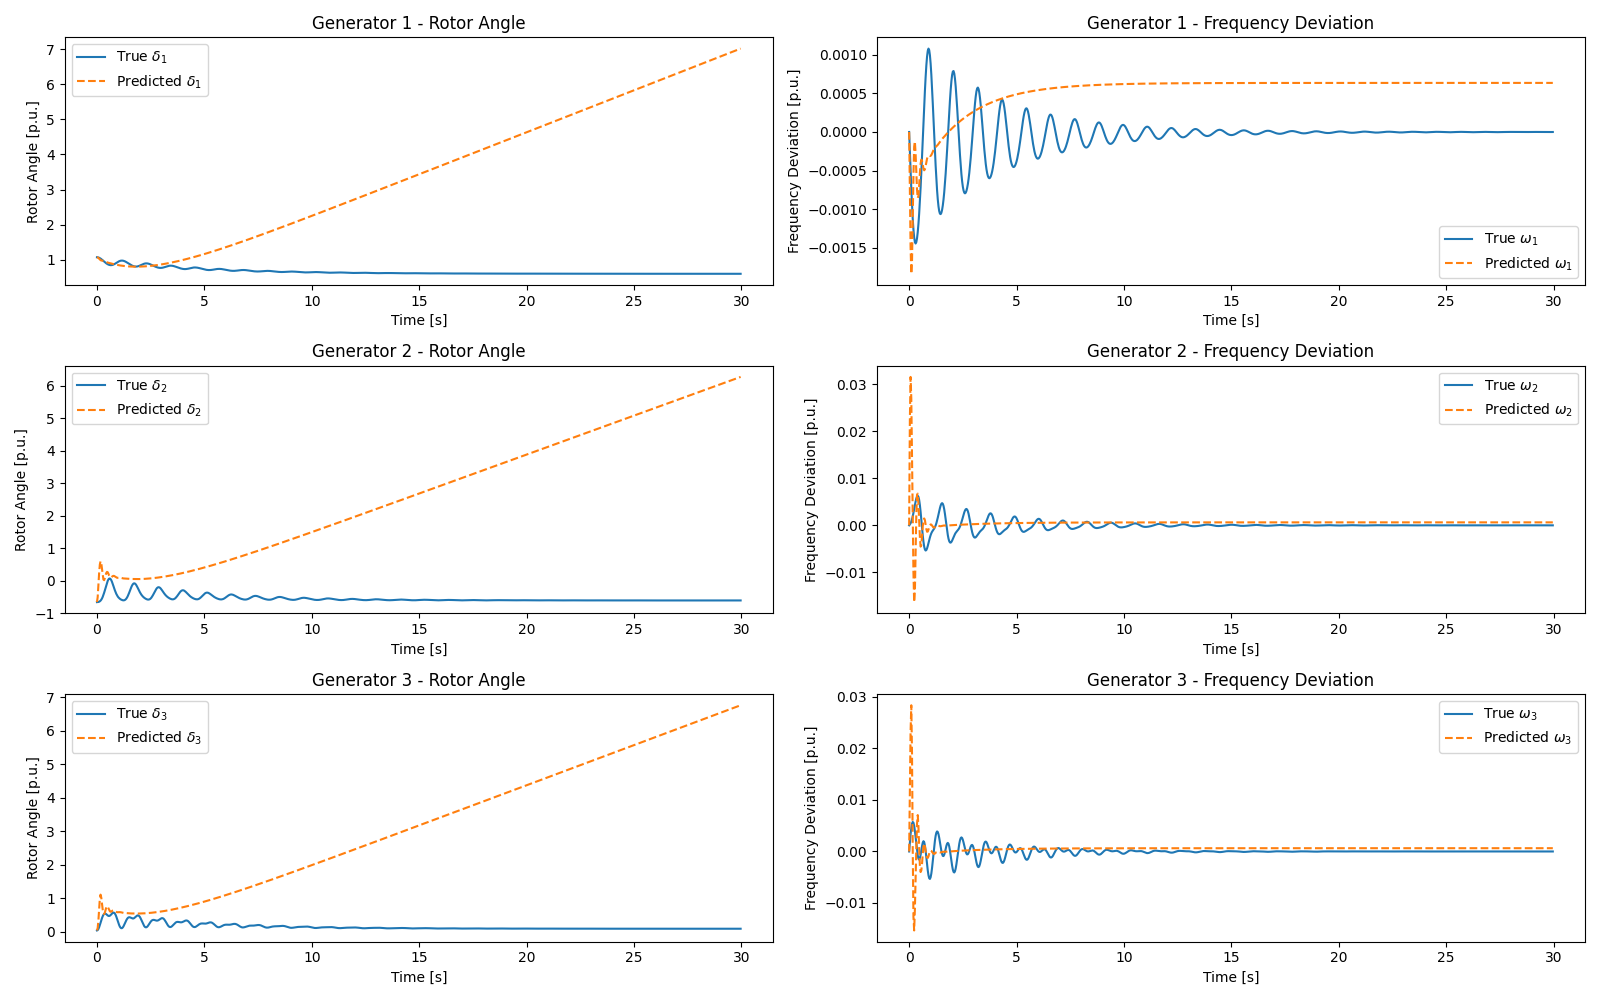 Generator 1 - Rotor Angle
Rotor Angle [p.u.]
7
6
5
4
3
2
1
True δ1
Predicted δ1
0 5 10 15 20 25 30
Time [s]
Generator 1 - Frequency Deviation
Frequency Deviation [p.u.]
0.0010
0.0005
0.0000
−0.0005
−0.0010
−0.0015
True ω1
Predicted ω1
0 5 10 15 20 25 30
Time [s]
Generator 2 - Rotor Angle
Rotor Angle [p.u.]
6
5
4
3
2
1
0
−1
True δ2
Predicted δ2
0 5 10 15 20 25 30
Time [s]
Generator 2 - Frequency Deviation
Frequency Deviation [p.u.]
0.03
0.02
0.01
0.00
−0.01
True ω2
Predicted ω2
0 5 10 15 20 25 30
Time [s]
Generator 3 - Rotor Angle
Rotor Angle [p.u.]
7
6
5
4
3
2
1
0
True δ3
Predicted δ3
0 5 10 15 20 25 30
Time [s]
Generator 3 - Frequency Deviation
Frequency Deviation [p.u.]
0.03
0.02
0.01
0.00
−0.01
True ω3
Predicted ω3
0 5 10 15 20 25 30
Time [s]